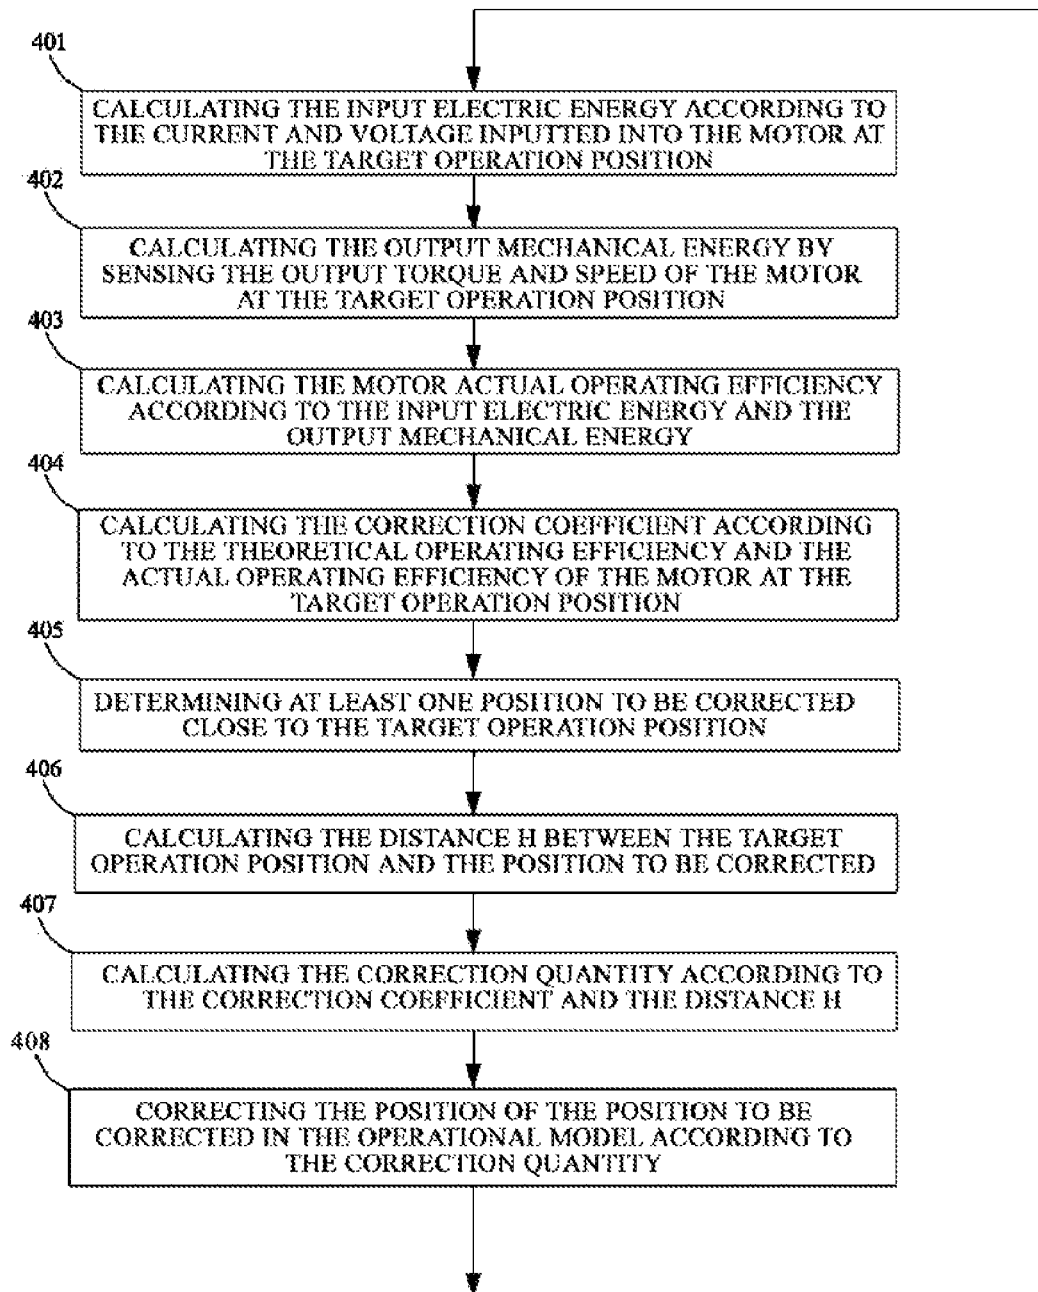 401
CALCULATING THE INPUT ELECTRIC ENERGY ACCORDING TO
THE CURRENT AND VOLTAGE INPUTTED INTO THE MOTOR AT
THE TARGET OPERATION POSITION
402
CALCULATING THE OUTPUT MECHANICAL ENERGY BY
SENSING THE OUTPUT TORQUE AND SPEED OF THE MOTOR
AT THE TARGET OPERATION POSITION
403
CALCULATING THE MOTOR ACTUAL OPERATING EFFICIENCY
ACCORDING TO THE INPUT ELECTRIC ENERGY AND THE
OUTPUT MECHANICAL ENERGY
404
CALCULATING THE CORRECTION COEFFICIENT ACCORDING
TO THE THEORETICAL OPERATING EFFICIENCY AND THE
ACTUAL OPERATING EFFICIENCY OF THE MOTOR AT THE
TARGET OPERATION POSITION
405
DETERMINING AT LEAST ONE POSITION TO BE CORRECTED
CLOSE TO THE TARGET OPERATION POSITION
406
CALCULATING THE DISTANCE H BETWEEN THE TARGET
OPERATION POSITION AND THE POSITION TO BE CORRECTED
407
CALCULATING THE CORRECTION QUANTITY ACCORDING TO
THE CORRECTION COEFFICIENT AND THE DISTANCE H
408
CORRECTING THE POSITION OF THE POSITION TO BE
CORRECTED IN THE OPERATIONAL MODEL ACCORDING TO
THE CORRECTION QUANTITY